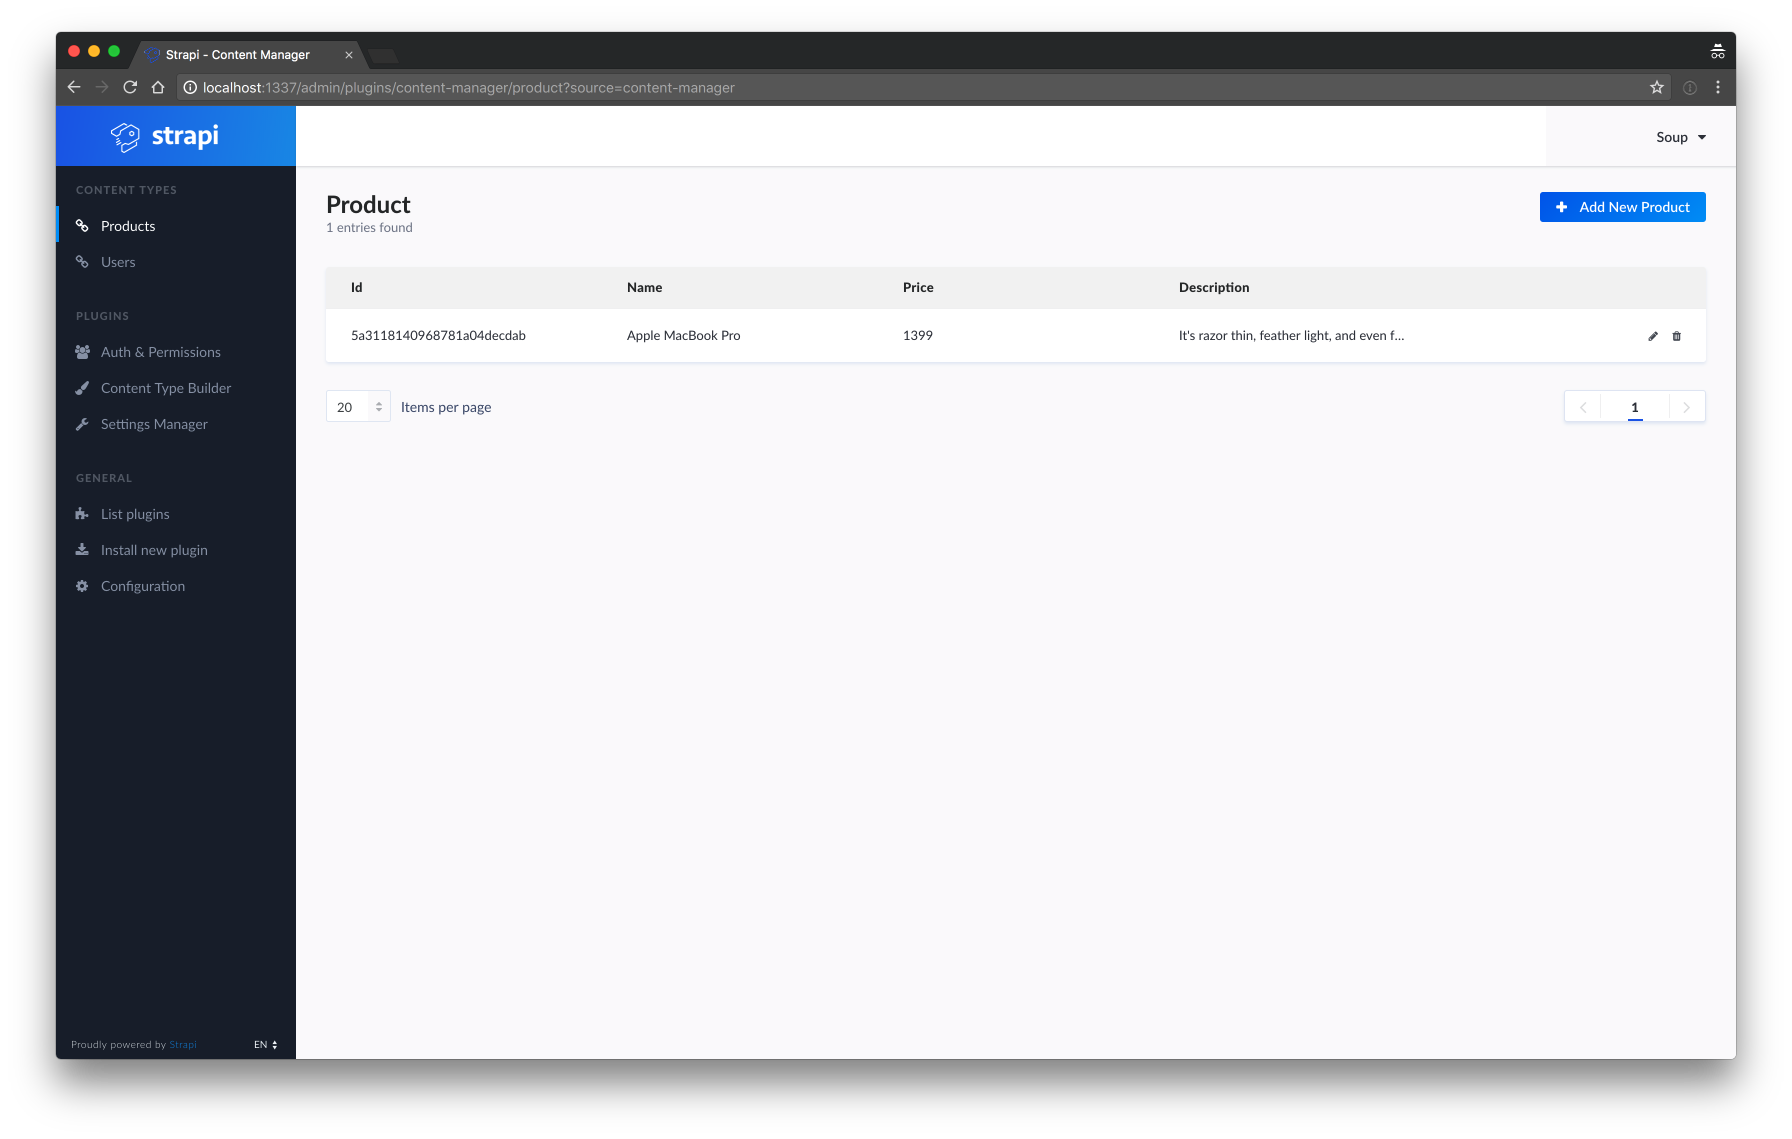 Strapi - Content Manager
localhost:1337/admin/plugins/content-manager/product?source=content-manager
strapi
Soup
CONTENT TYPES
Products
Users
PLUGINS
Auth & Permissions
Content Type Builder
Settings Manager
GENERAL
List plugins
Install new plugin
Configuration
Proudly powered by Strapi
EN
Product
1 entries found
Add New Product
Id Name Price Description
5a3118140968781a04decdab Apple MacBook Pro 1399 It's razor thin, feather light, and even f...
20 Items per page
1